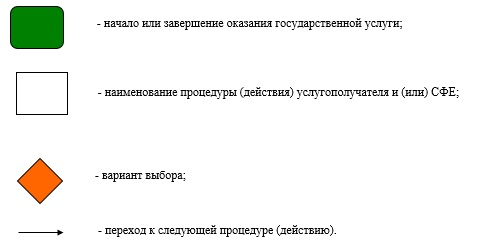 - начало или завершение оказания государственной услуги;
- наименование процедуры (действия) услугополучателя и (или) СФЕ;
- вариант выбора;
- переход к следующей процедуре (действию).